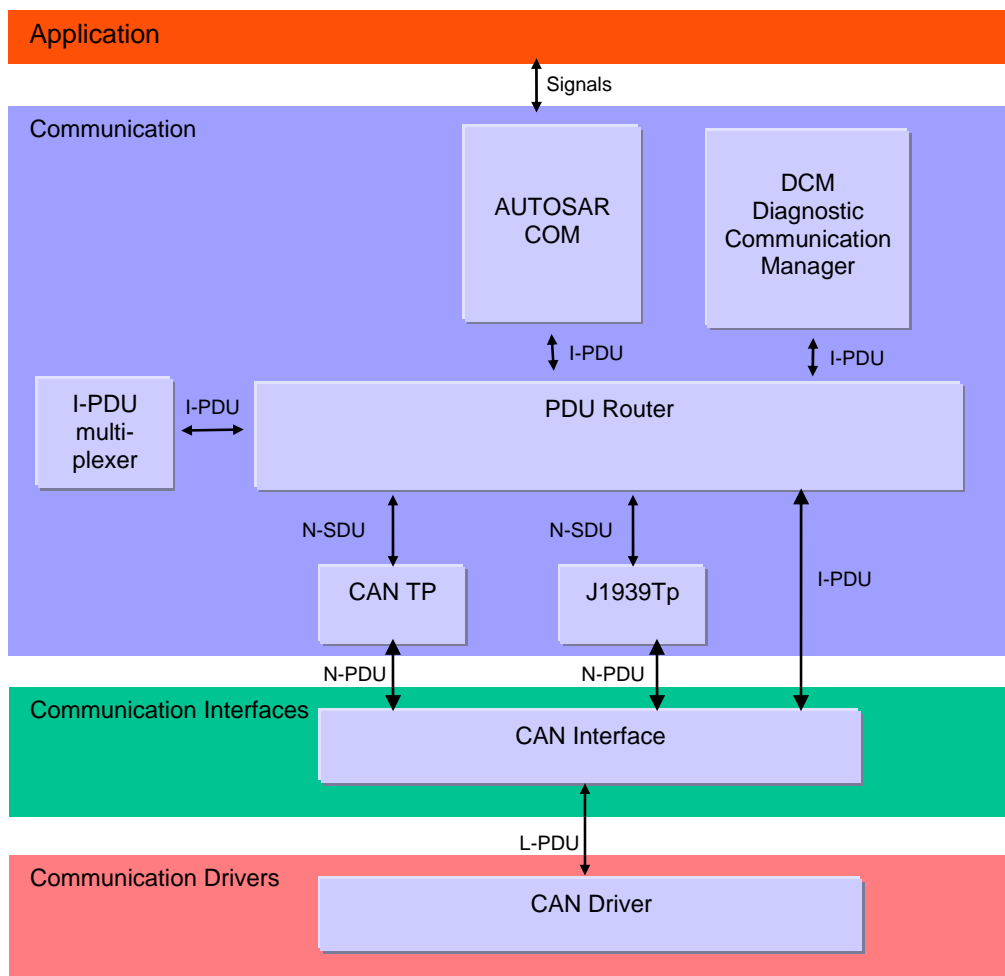 Application
Signals
Communication
AUTOSAR
COM
DCM
Diagnostic
Communication
Manager
I-PDU
I-PDU
I-PDU
multi-
plexer
I-PDU
PDU Router
N-SDU
N-SDU
I-PDU
CAN TP
J1939Tp
N-PDU
N-PDU
Communication Interfaces
CAN Interface
L-PDU
Communication Drivers
CAN Driver